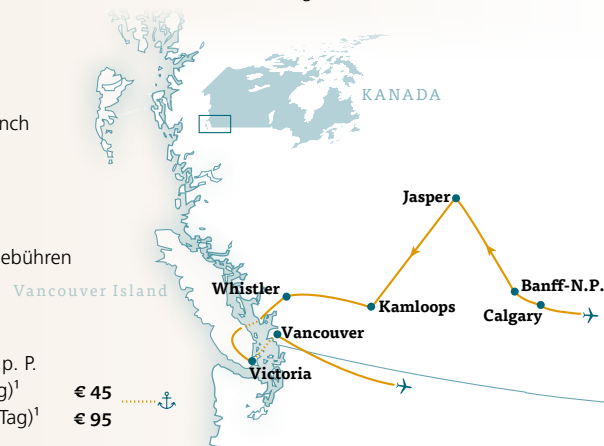 KANADA
nch
Jasper
ebühren
Banff-N.P.
Vancouver Island
Whistler
Kamloops
Calgary
Vancouver
p. P.
Victoria
g)¹ € 45
Tag)¹ € 95